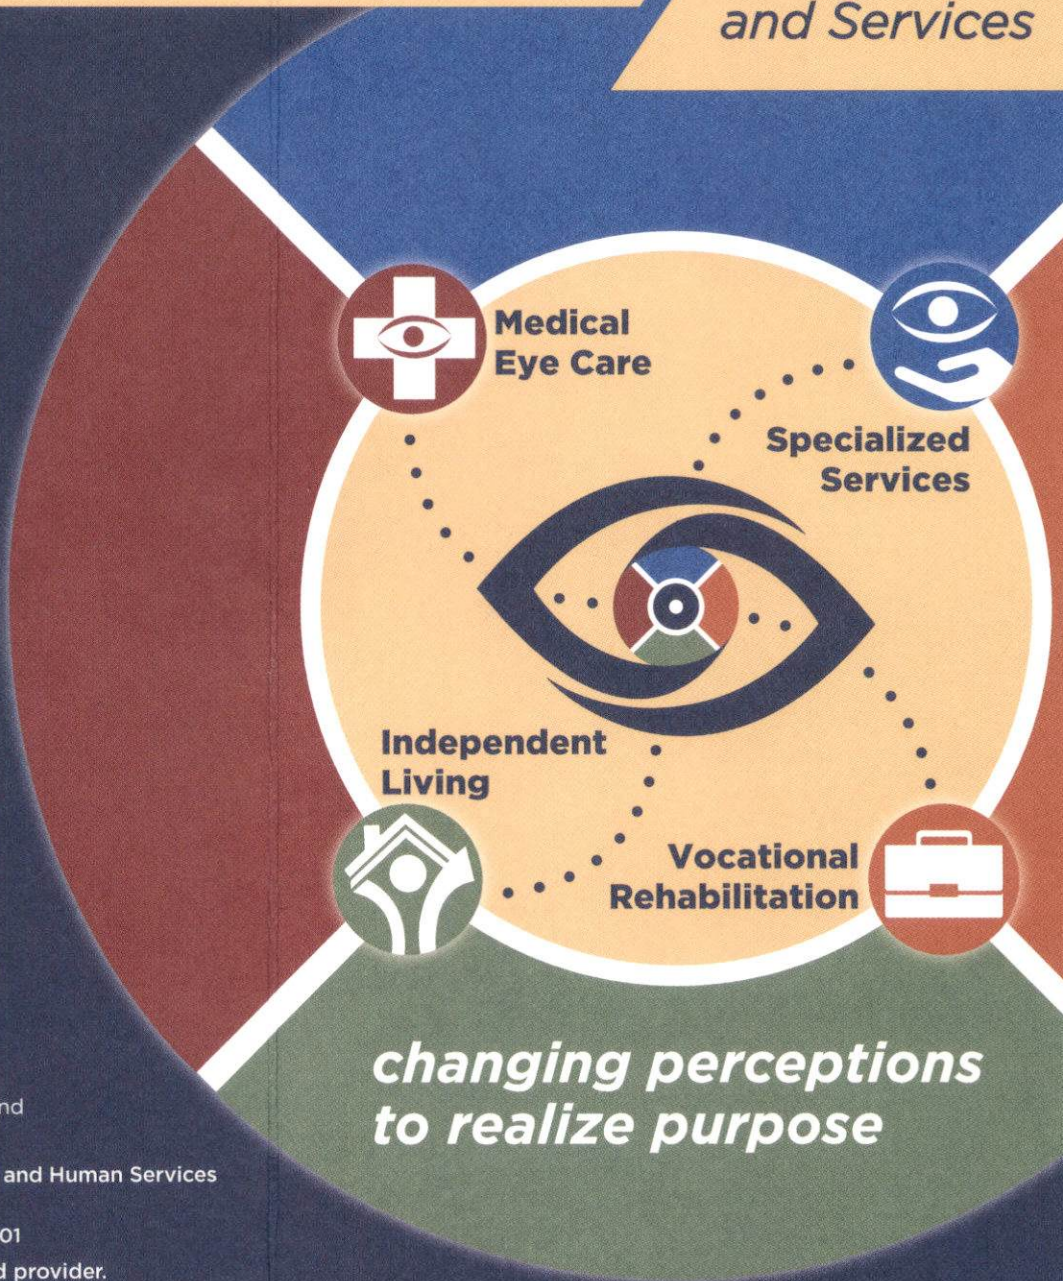 and Services
Medical
Eye Care
Specialized
Services
Independent
Living
Vocational
Rehabilitation
changing perceptions
to realize purpose
and Human Services
provider.